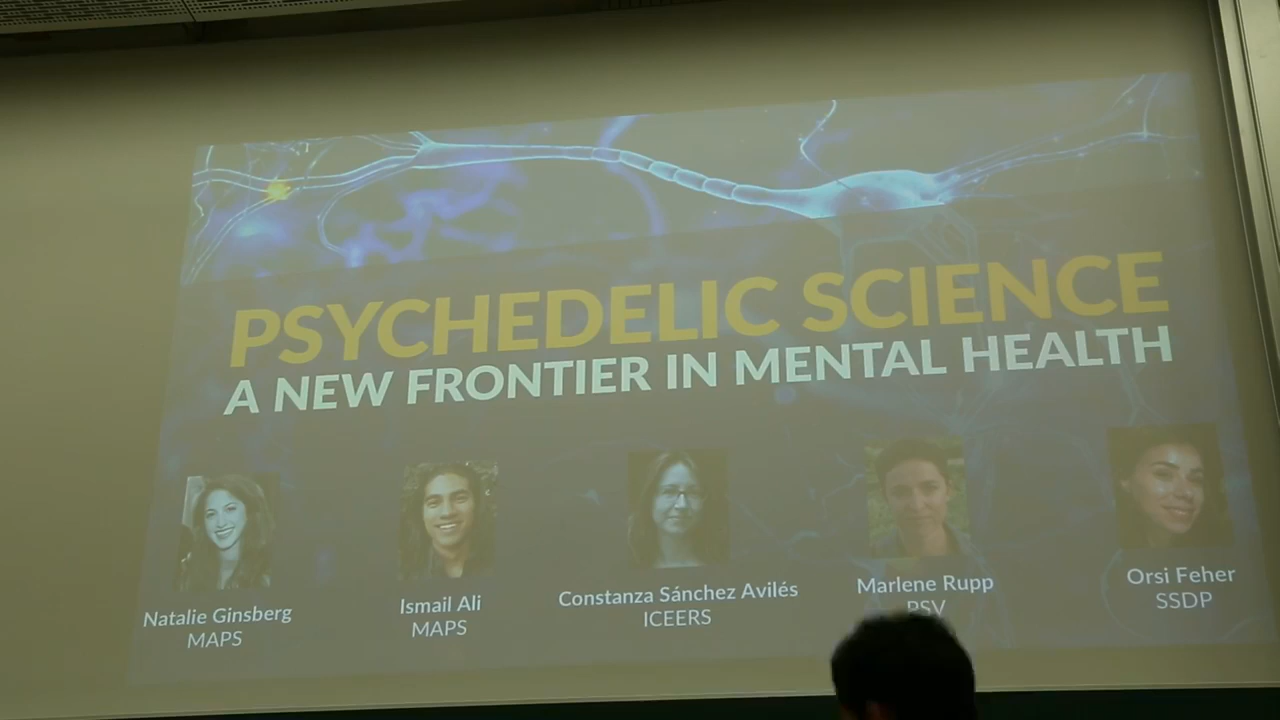 PSYCHEDELIC SCIENCE
A NEW FRONTIER IN MENTAL HEALTH
Natalie Ginsberg
MAPS
Ismail Ali
MAPS
Constanza Sánchez Avilés
ICEERS
Marlene Rupp
PSV
Orsi Feher
SSDP